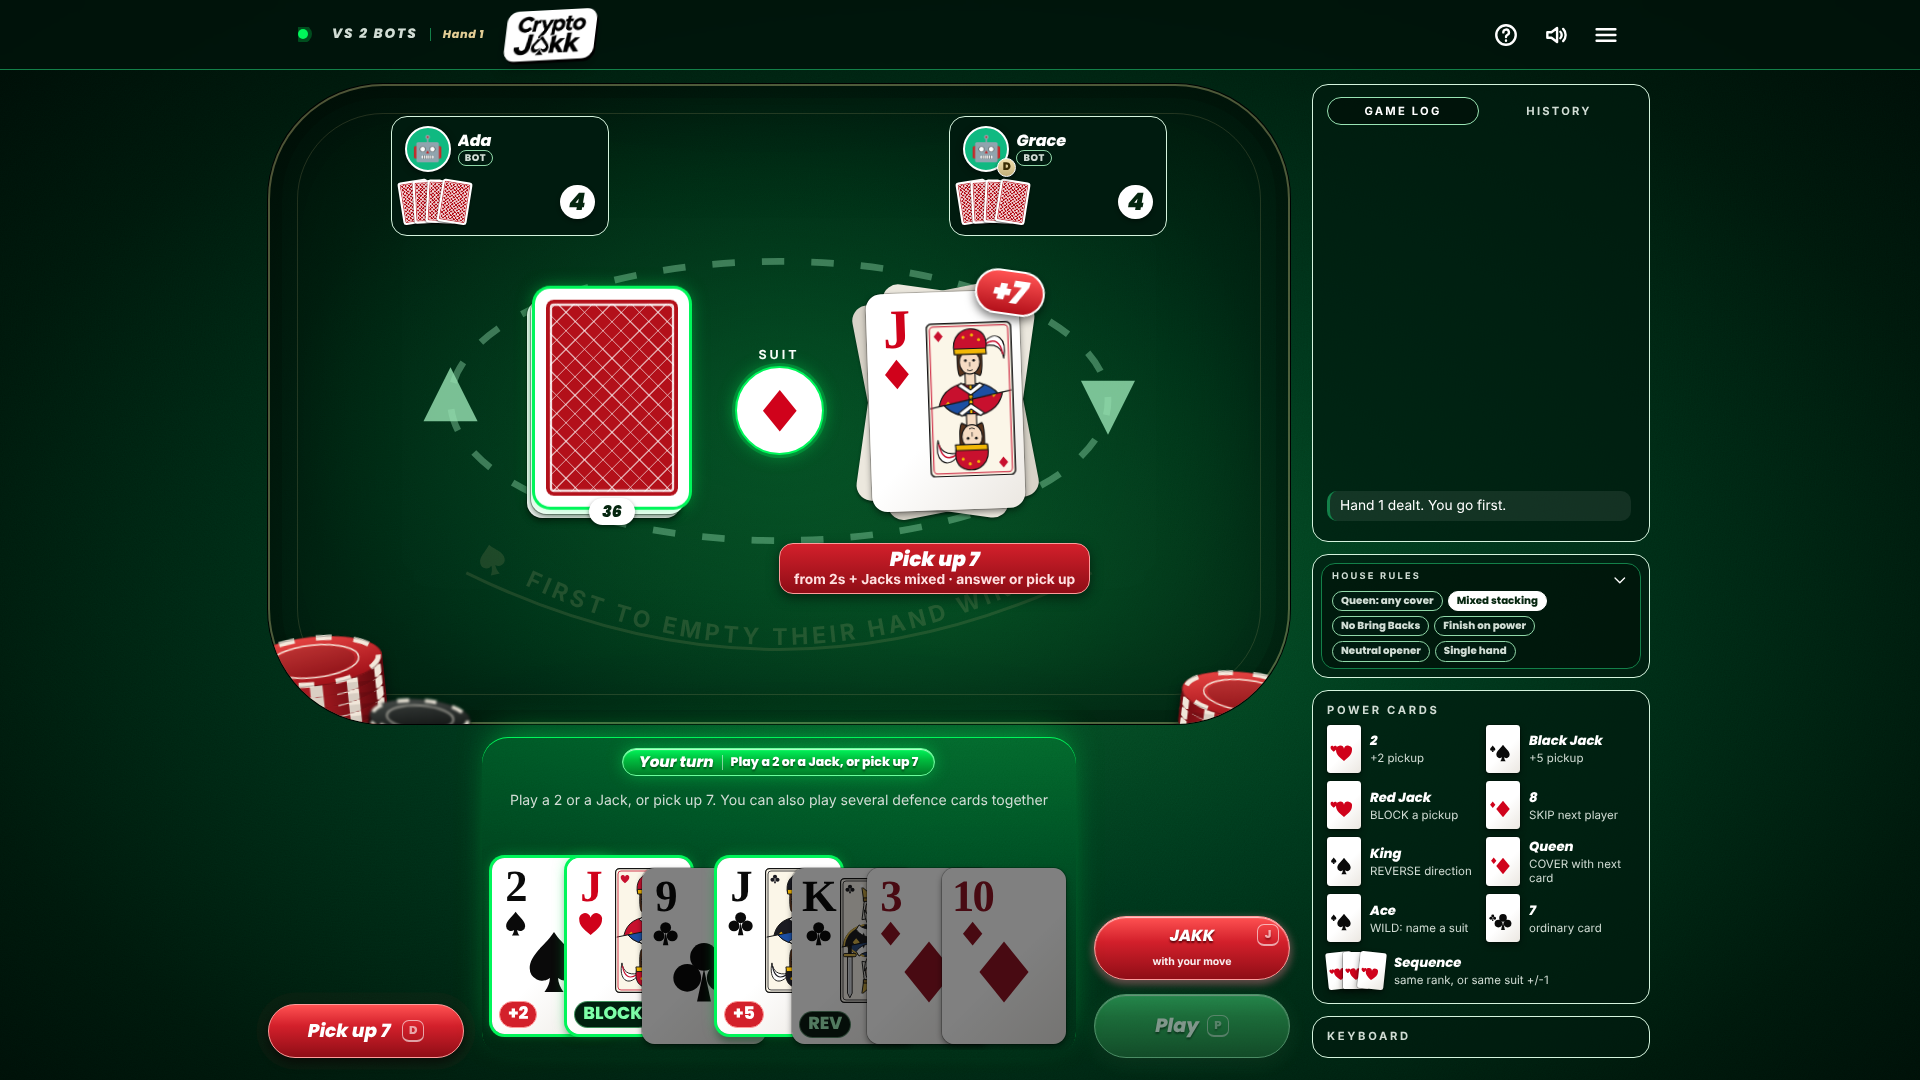 VS 2 BOTS
Hand 1
Crypto
Jakk
Ada
BOT
4
Grace
BOT
D
4
SUIT
36
J
+7
Pick up 7
from 2s + Jacks mixed · answer or pick up
FIRST TO EMPTY THEIR HAND WIN
Your turn
Play a 2 or a Jack, or pick up 7
Play a 2 or a Jack, or pick up 7. You can also play several defence cards together
2
+2
J
BLOCK
9
J
+5
K
REV
3
10
Pick up 7 D
JAKK J
with your move
Play P
GAME LOG
HISTORY
Hand 1 dealt. You go first.
HOUSE RULES
Queen: any cover
Mixed stacking
No Bring Backs
Finish on power
Neutral opener
Single hand
POWER CARDS
2
+2 pickup
Black Jack
+5 pickup
Red Jack
BLOCK a pickup
8
SKIP next player
King
REVERSE direction
Queen
COVER with next
card
Ace
WILD: name a suit
7
ordinary card
Sequence
same rank, or same suit +/-1
KEYBOARD